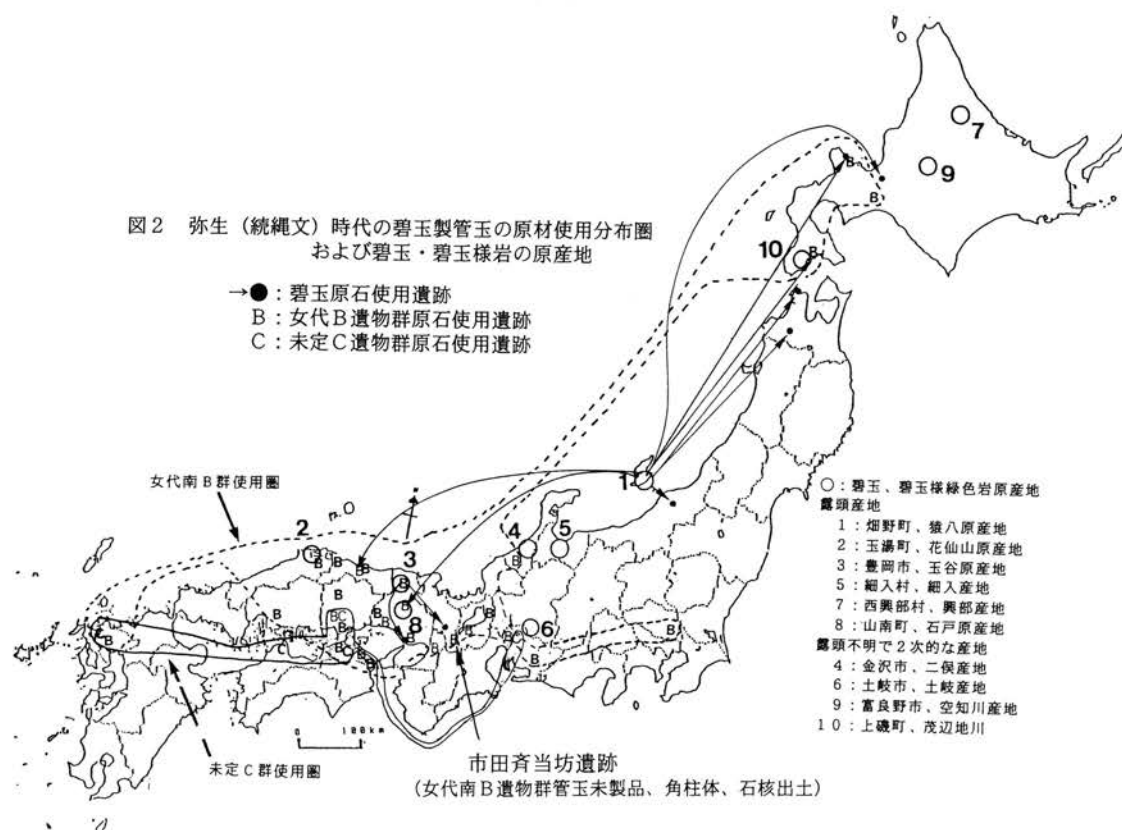 図2 弥生（続縄文）時代の碧玉製管玉の原材使用分布圏
および碧玉・碧玉様岩の原産地
→●：碧玉原石使用遺跡
B：女代B遺物群原石使用遺跡
C：未定C遺物群原石使用遺跡
女代南B群使用圏
未定C群使用圏
0 100km
市田斉当坊遺跡
（女代南B遺物群管玉未製品、角柱体、石核出土）
○：碧玉、碧玉様緑色岩原産地
露頭産地
1：畑野町、猿八原産地
2：玉湯町、花仙山原産地
3：豊岡市、玉谷原産地
5：細入村、細入産地
7：西興部村、興部産地
8：山南町、石戸原産地
露頭不明で2次的な産地
4：金沢市、二俣産地
6：土岐市、土岐産地
9：富良野市、空知川産地
10：上磯町、茂辺地川
7
9
10
1
2
3
4
5
6
8